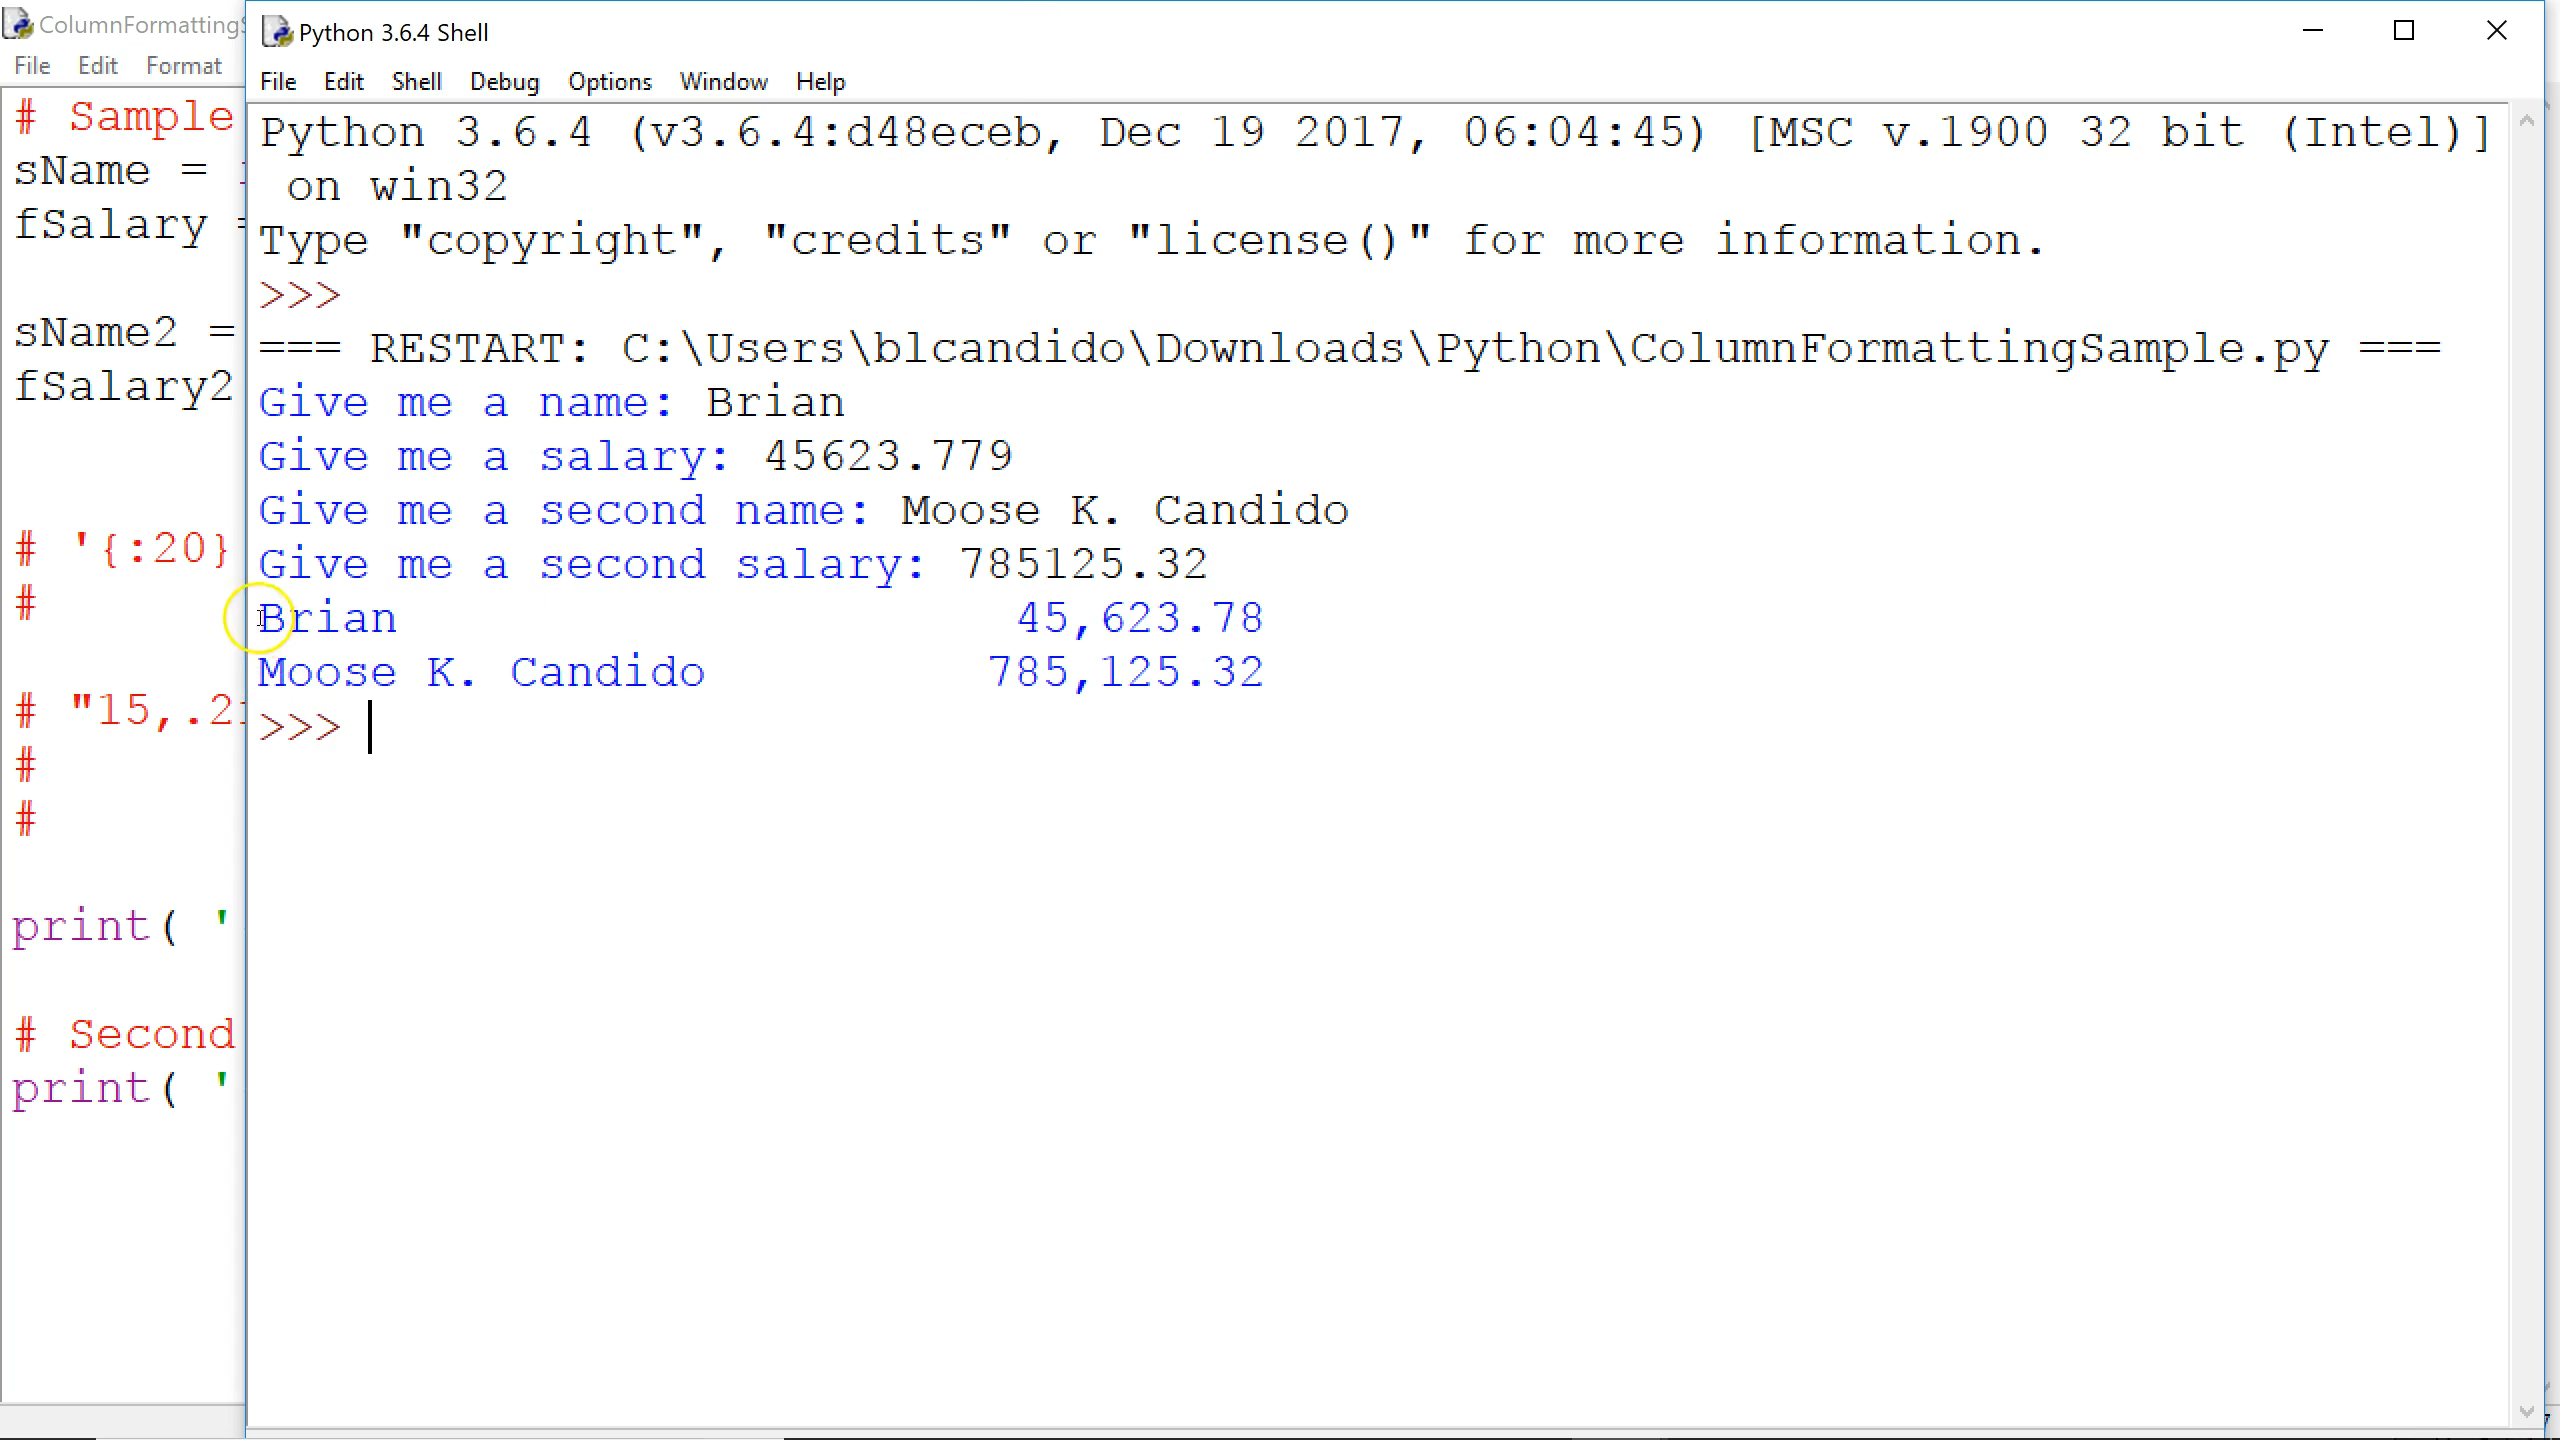 ColumnFormattingS
File Edit Format
# Sample
sName =
fSalary =
sName2 =
fSalary2
# '{:20}
#
# "15,.2f
#
#
print( '
# Second
print( '
Python 3.6.4 Shell
File Edit Shell Debug Options Window Help
Python 3.6.4 (v3.6.4:d48eceb, Dec 19 2017, 06:04:45) [MSC v.1900 32 bit (Intel)]
on win32
Type "copyright", "credits" or "license()" for more information.
>>>
=== RESTART: C:\Users\blcandido\Downloads\Python\ColumnFormattingSample.py ===
Give me a name: Brian
Give me a salary: 45623.779
Give me a second name: Moose K. Candido
Give me a second salary: 785125.32
Brian                      45,623.78
Moose K. Candido          785,125.32
>>>